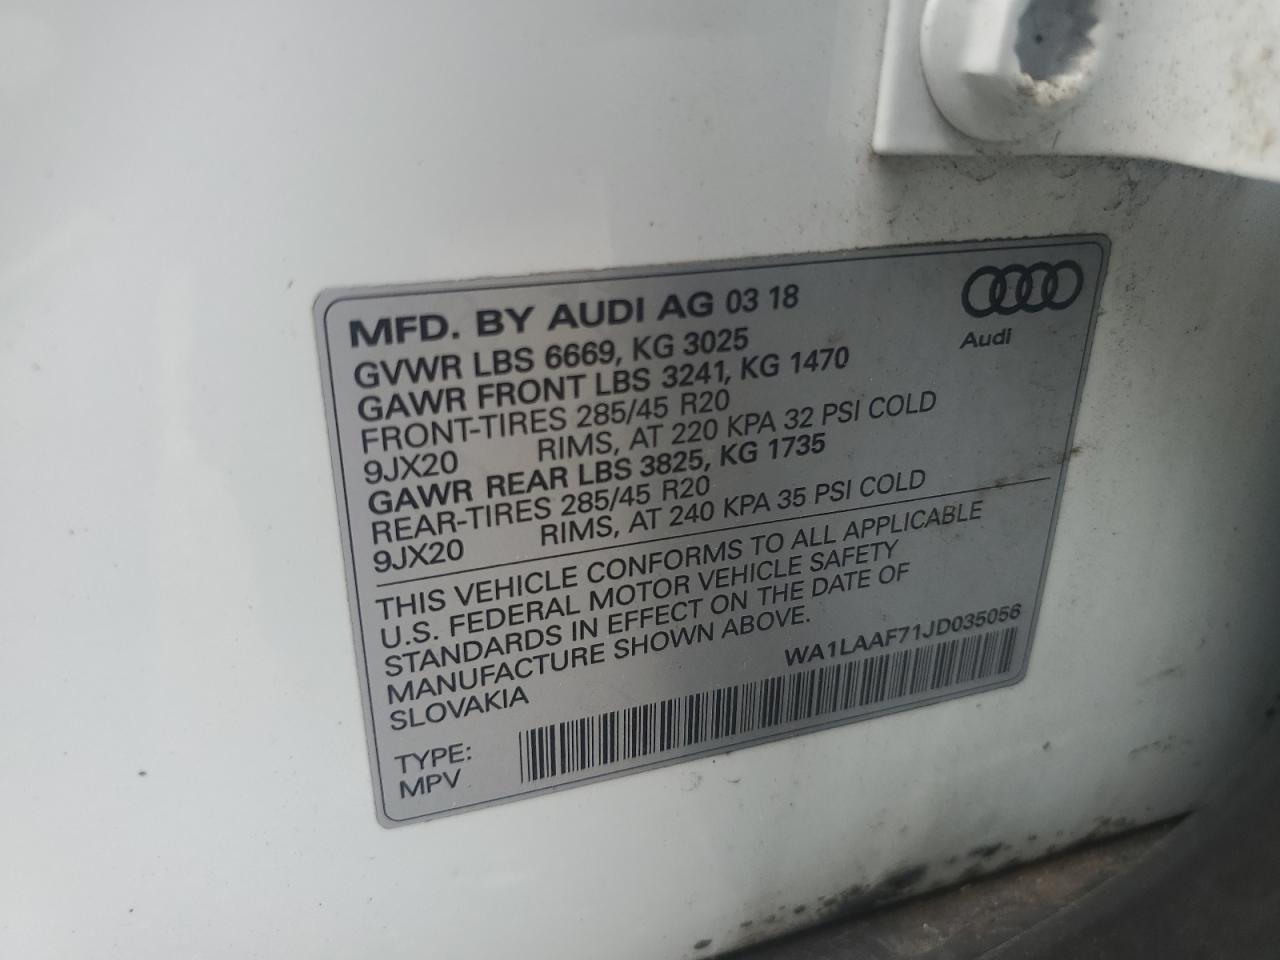 MFD. BY AUDI AG 03 18
Audi
GVWR LBS 6669, KG 3025
GAWR FRONT LBS 3241, KG 1470
FRONT-TIRES 285/45 R20
9JX20 RIMS, AT 220 KPA 32 PSI COLD
GAWR REAR LBS 3825, KG 1735
REAR-TIRES 285/45 R20
9JX20 RIMS, AT 240 KPA 35 PSI COLD
THIS VEHICLE CONFORMS TO ALL APPLICABLE
U.S. FEDERAL MOTOR VEHICLE SAFETY
STANDARDS IN EFFECT ON THE DATE OF
MANUFACTURE SHOWN ABOVE.
SLOVAKIA
WA1LAAF71JD035056
TYPE:
MPV